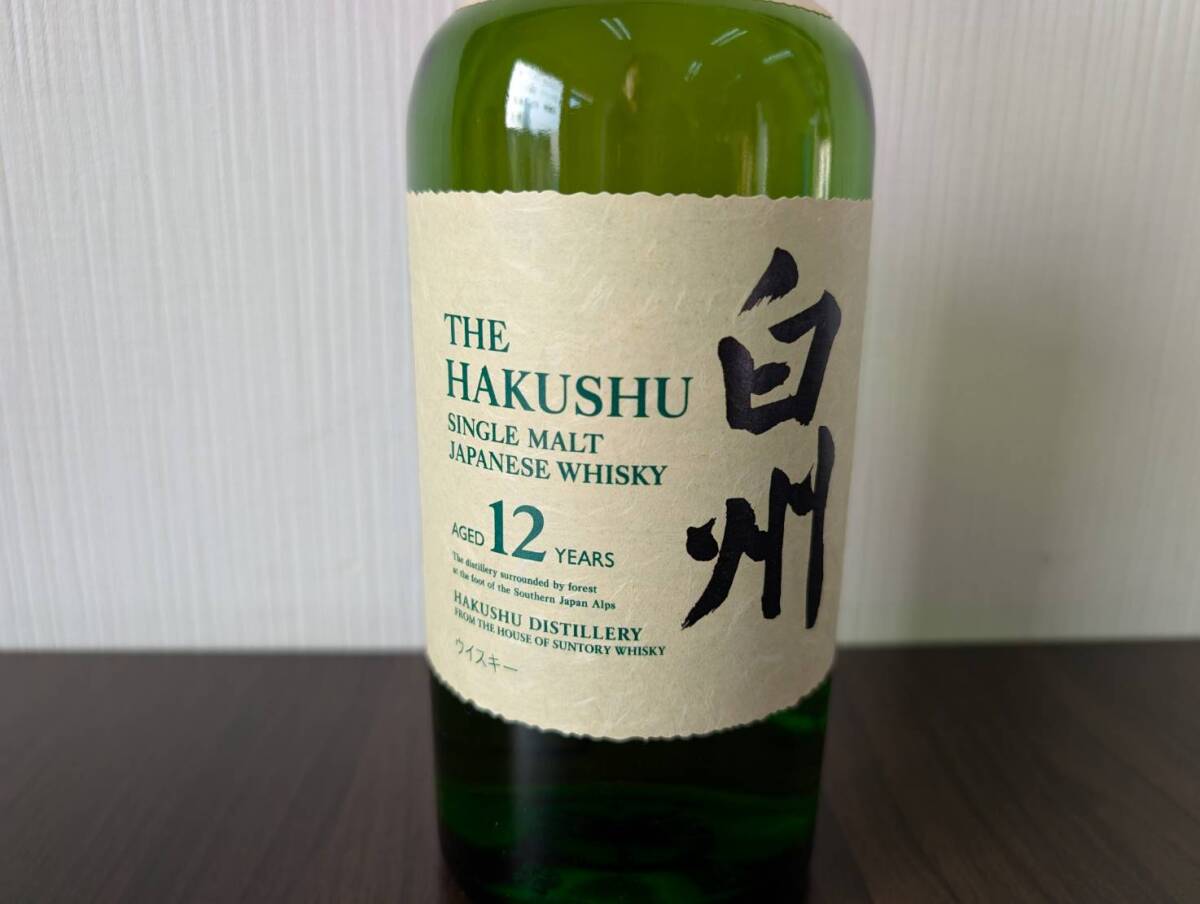 THE
HAKUSHU
SINGLE MALT
JAPANESE WHISKY
AGED 12 YEARS
The distillery surrounded by forest
at the foot of the Southern Japan Alps
HAKUSHU DISTILLERY
FROM THE HOUSE OF SUNTORY WHISKY
ウイスキー
白州